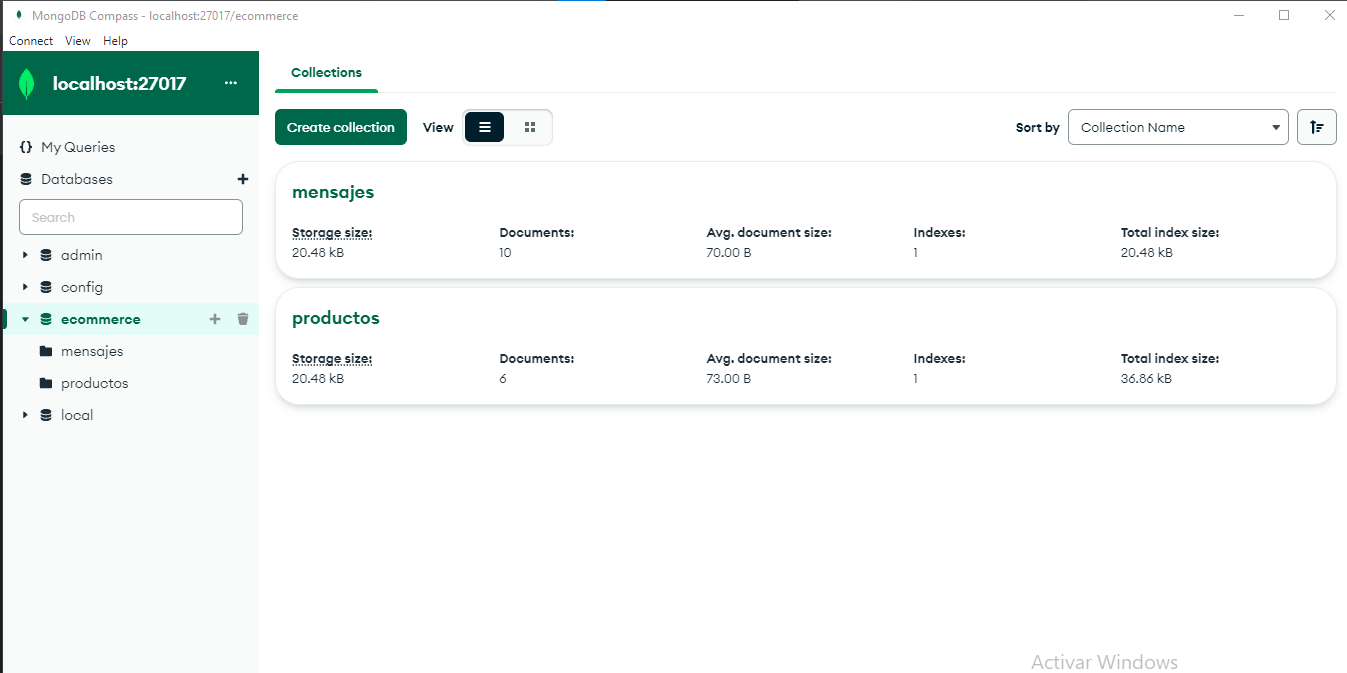 MongoDB Compass - localhost:27017/ecommerce
Connect View Help
localhost:27017
My Queries
Databases
Search
admin
config
ecommerce
mensajes
productos
local
Collections
Create collection
View
Sort by
Collection Name
mensajes
Storage size: Documents: Avg. document size: Indexes: Total index size:
20.48 kB 10 70.00 B 1 20.48 kB
productos
Storage size: Documents: Avg. document size: Indexes: Total index size:
20.48 kB 6 73.00 B 1 36.86 kB
Activar Windows